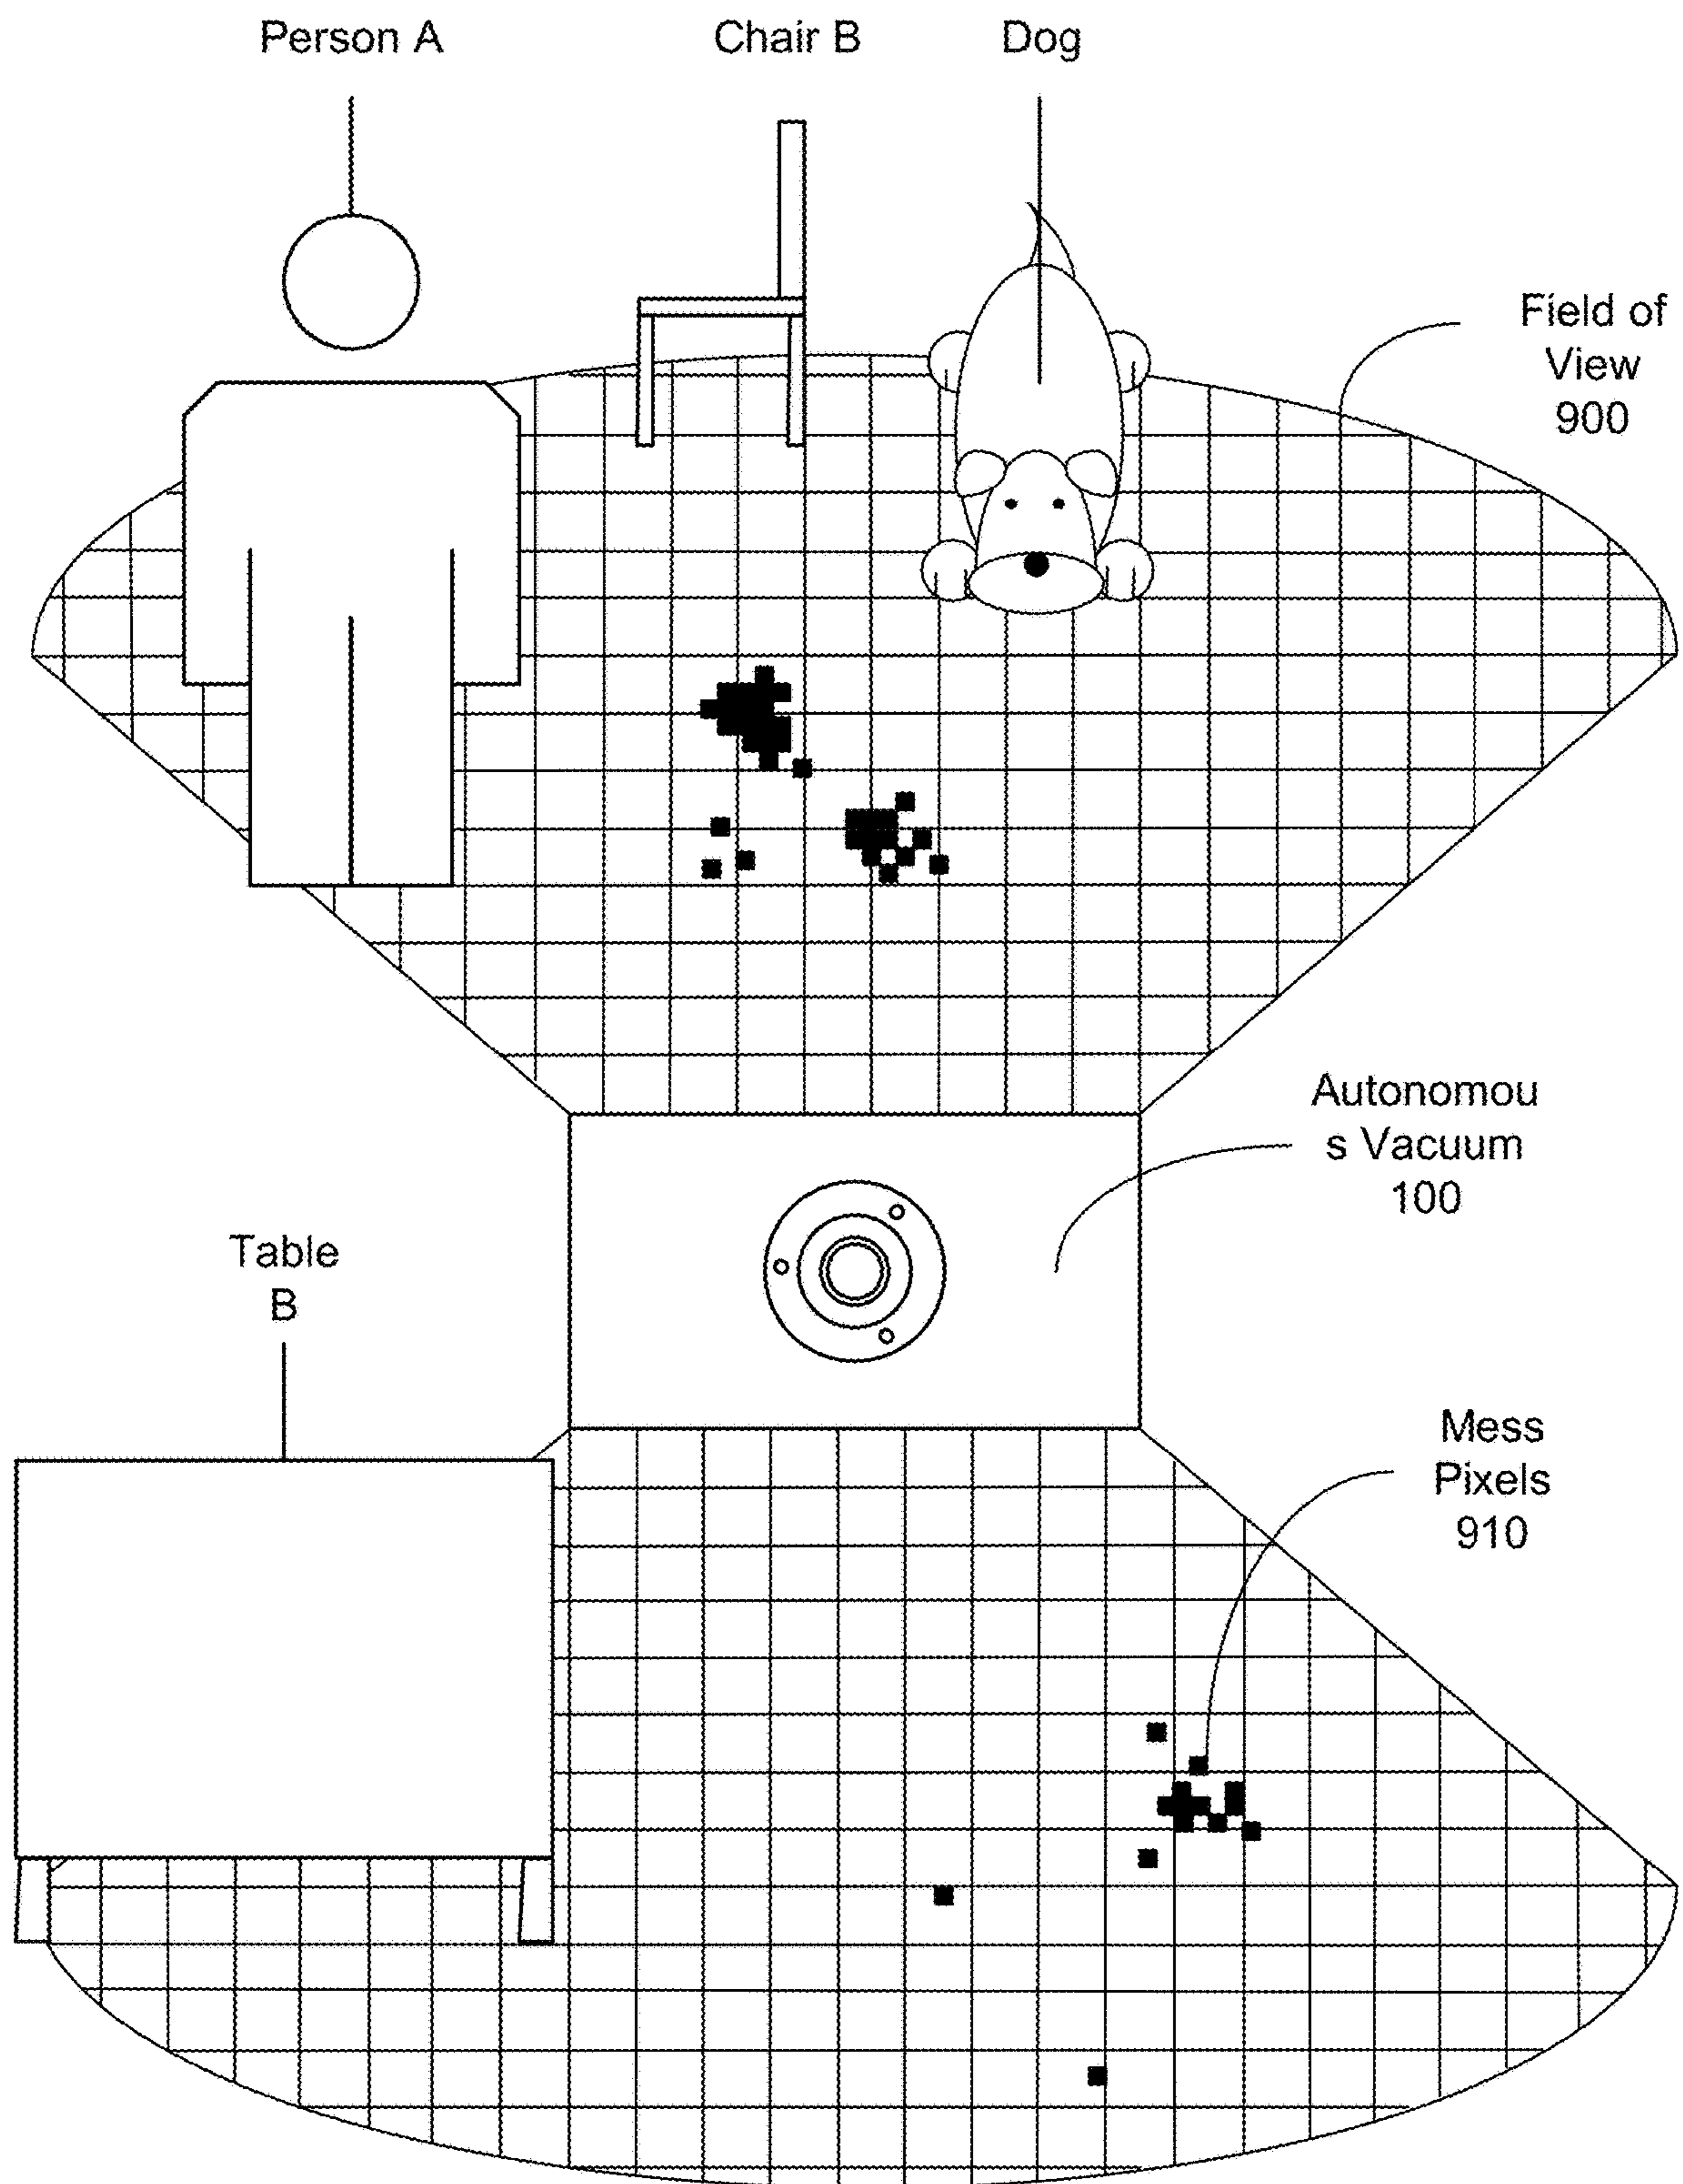 Person A
Chair B
Dog
Field of
View
900
Autonomou
s Vacuum
100
Table
B
Mess
Pixels
910